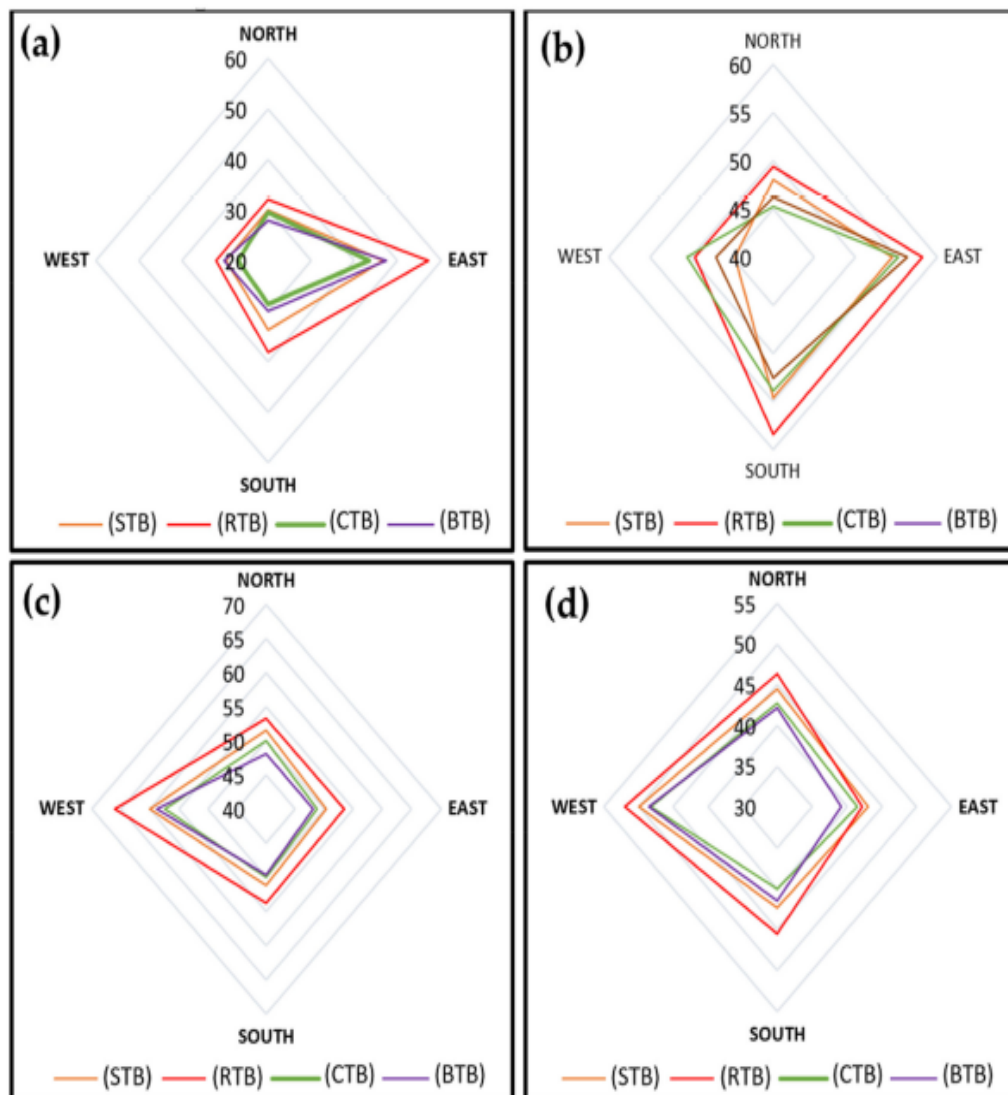 (a)
NORTH
60
50
40
30
WEST
20
EAST
SOUTH
(STB) (RTB) (CTB) (BTB)
(b)
NORTH
60
55
50
45
WEST
40
EAST
SOUTH
(STB) (RTB) (CTB) (BTB)
(c)
NORTH
70
65
60
55
50
45
WEST
40
EAST
SOUTH
(STB) (RTB) (CTB) (BTB)
(d)
NORTH
55
50
45
40
35
WEST
30
EAST
SOUTH
(STB) (RTB) (CTB) (BTB)